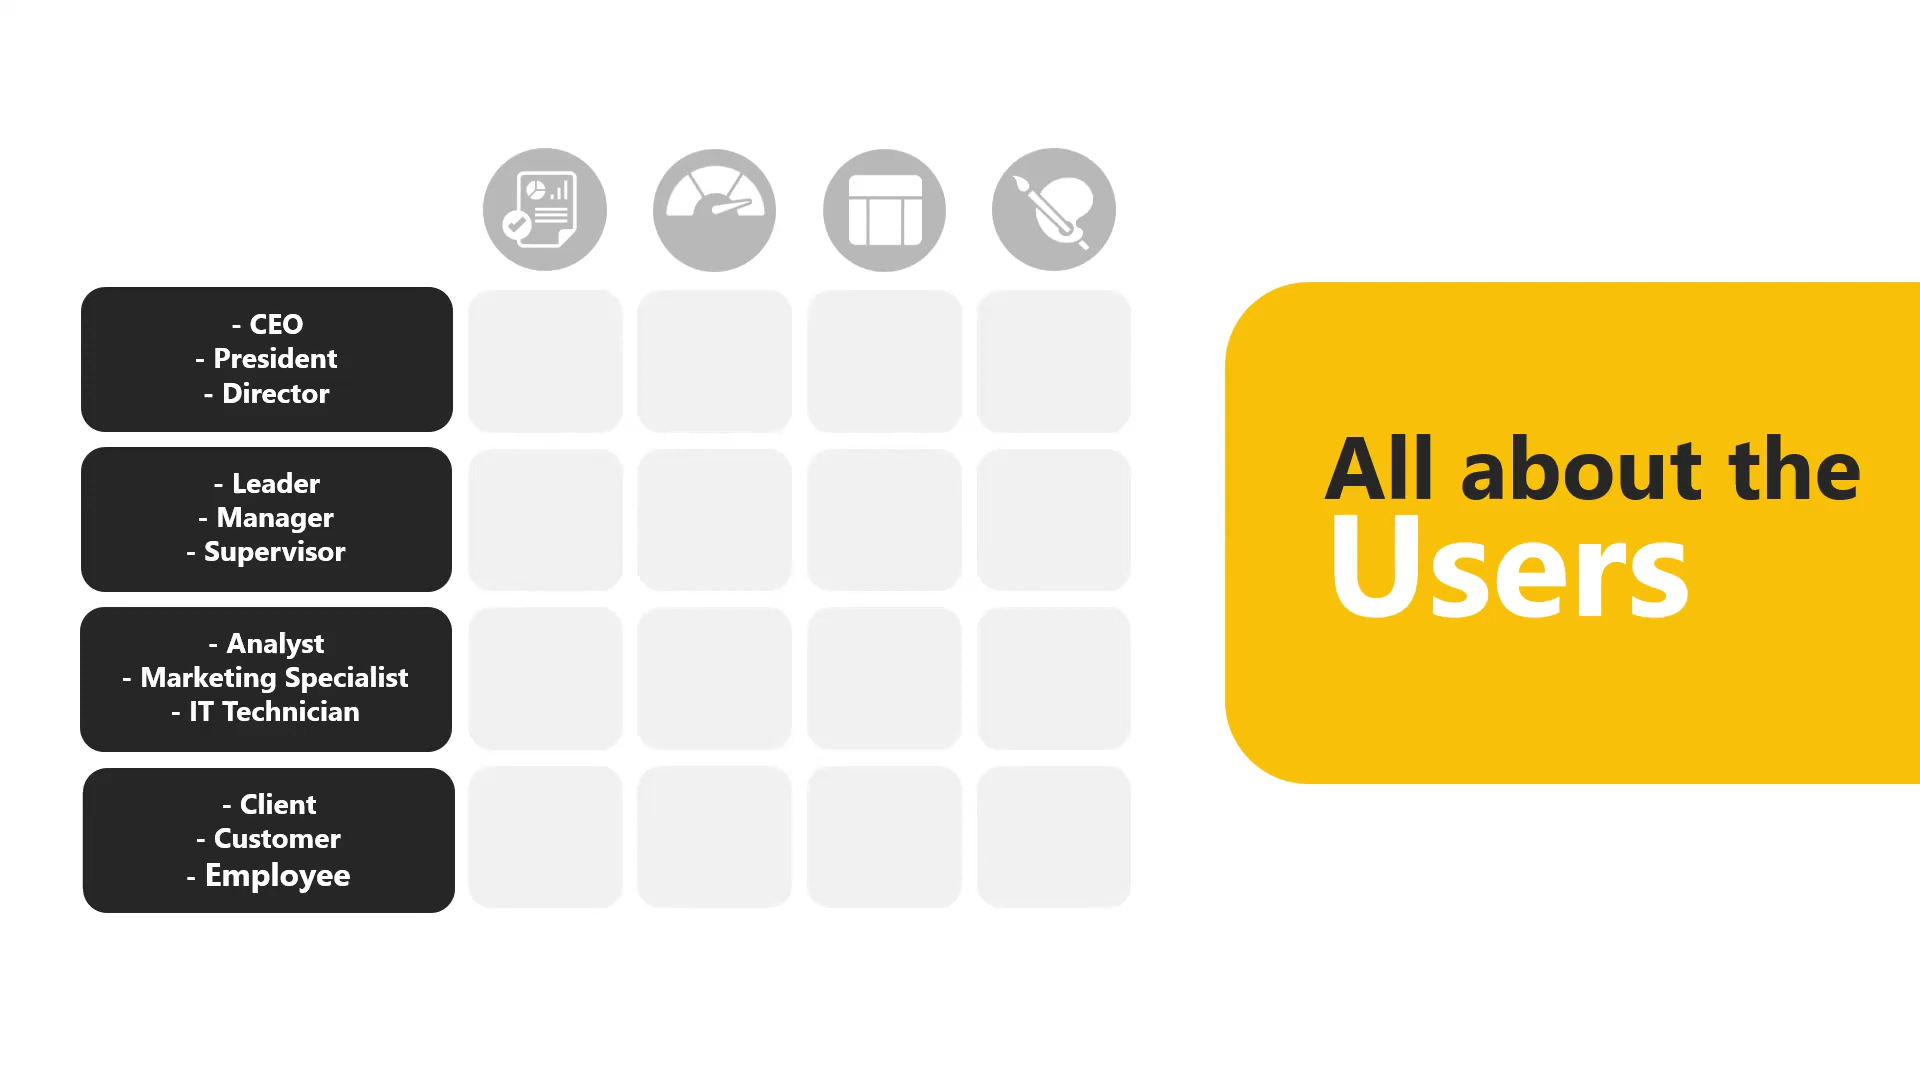 - CEO
- President
- Director
- Leader
- Manager
- Supervisor
- Analyst
- Marketing Specialist
- IT Technician
- Client
- Customer
- Employee
All about the
Users